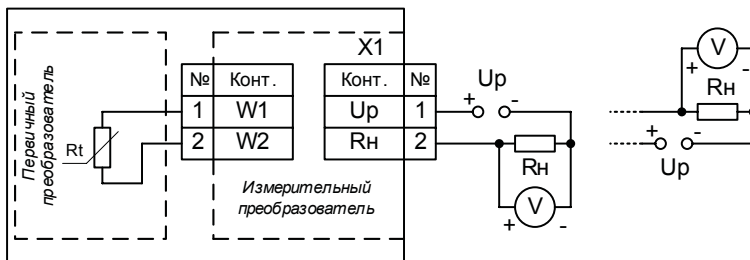 Первичный
преобразователь
Rt
№ Конт.
1 W1
2 W2
X1
Конт. №
Up 1
Rн 2
Измерительный
преобразователь
Up
+ -
Rн
V
+ -
V
+ -
Rн
+ -
Up